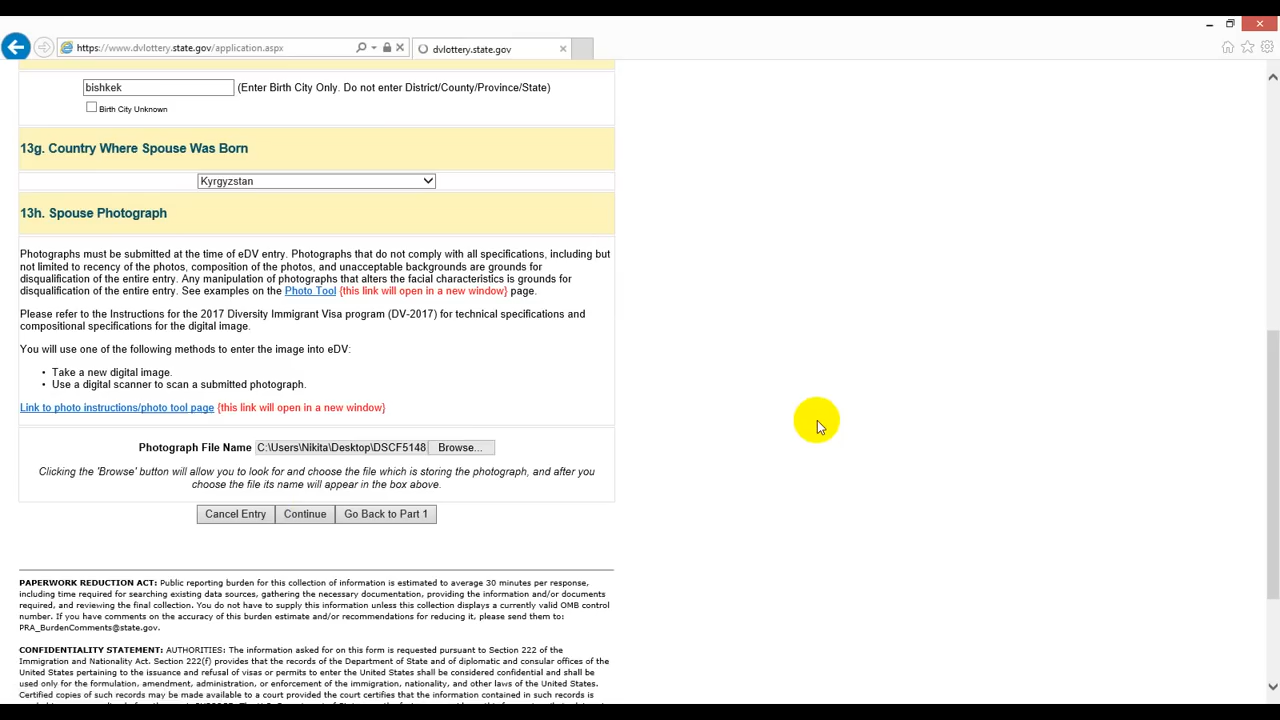 https://www.dvlottery.state.gov/application.aspx
dvlottery.state.gov
bishkek (Enter Birth City Only. Do not enter District/County/Province/State)
Birth City Unknown
13g. Country Where Spouse Was Born
Kyrgyzstan
13h. Spouse Photograph
Photographs must be submitted at the time of eDV entry. Photographs that do not comply with all specifications, including but
not limited to recency of the photos, composition of the photos, and unacceptable backgrounds are grounds for
disqualification of the entire entry. Any manipulation of photographs that alters the facial characteristics is grounds for
disqualification of the entire entry. See examples on the Photo Tool {this link will open in a new window} page.
Please refer to the Instructions for the 2017 Diversity Immigrant Visa program (DV-2017) for technical specifications and
compositional specifications for the digital image.
You will use one of the following methods to enter the image into eDV:
• Take a new digital image.
• Use a digital scanner to scan a submitted photograph.
Link to photo instructions/photo tool page {this link will open in a new window}
Photograph File Name C:\Users\Nikita\Desktop\DSCF5148 Browse...
Clicking the 'Browse' button will allow you to look for and choose the file which is storing the photograph, and after you
choose the file its name will appear in the box above.
Cancel Entry Continue Go Back to Part 1
PAPERWORK REDUCTION ACT: Public reporting burden for this collection of information is estimated to average 30 minutes per response,
including time required for searching existing data sources, gathering the necessary documentation, providing the information and/or documents
required, and reviewing the final collection. You do not have to supply this information unless this collection displays a currently valid OMB control
number. If you have comments on the accuracy of this burden estimate and/or recommendations for reducing it, please send them to:
PRA_BurdenComments@state.gov.
CONFIDENTIALITY STATEMENT: AUTHORITIES: The information asked for on this form is requested pursuant to Section 222 of the
Immigration and Nationality Act. Section 222(f) provides that the records of the Department of State and of diplomatic and consular offices of the
United States pertaining to the issuance and refusal of visas or permits to enter the United States shall be considered confidential and shall be
used only for the formulation, amendment, administration, or enforcement of the immigration, nationality, and other laws of the United States.
Certified copies of such records may be made available to a court provided the court certifies that the information contained in such records is